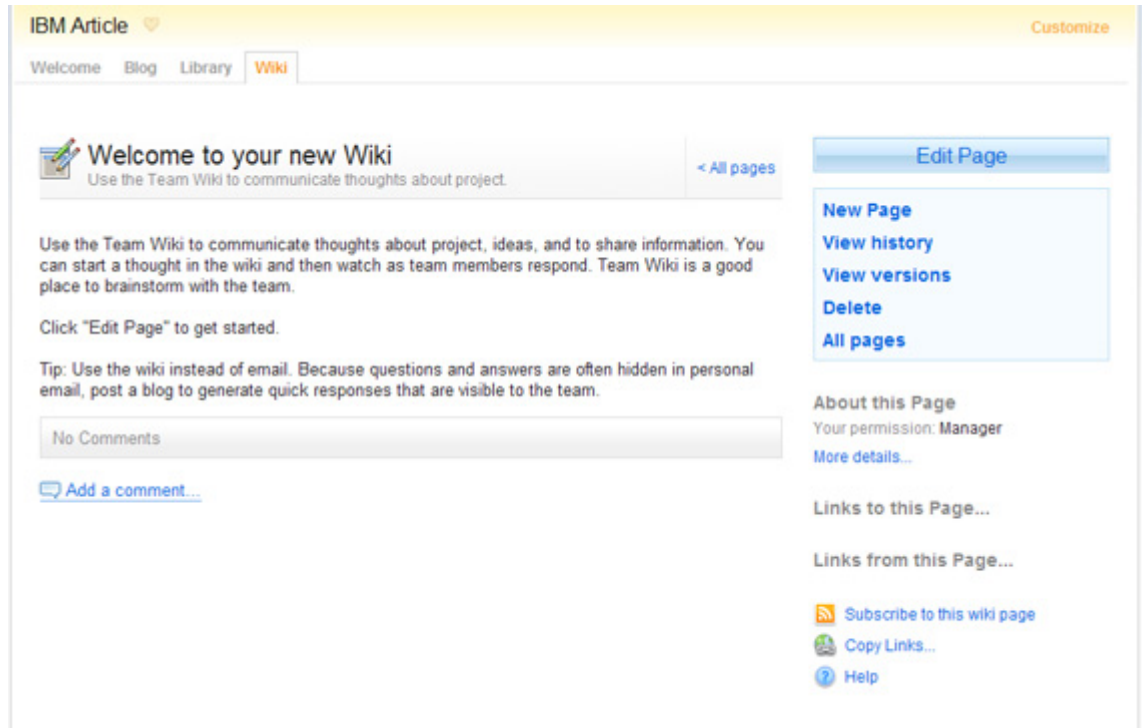 IBM Article
Customize
Welcome Blog Library Wiki
Welcome to your new Wiki
Use the Team Wiki to communicate thoughts about project.
< All pages
Use the Team Wiki to communicate thoughts about project, ideas, and to share information. You
can start a thought in the wiki and then watch as team members respond. Team Wiki is a good
place to brainstorm with the team.
Click "Edit Page" to get started.
Tip: Use the wiki instead of email. Because questions and answers are often hidden in personal
email, post a blog to generate quick responses that are visible to the team.
No Comments
Add a comment...
Edit Page
New Page
View history
View versions
Delete
All pages
About this Page
Your permission: Manager
More details...
Links to this Page...
Links from this Page...
Subscribe to this wiki page
Copy Links...
? Help